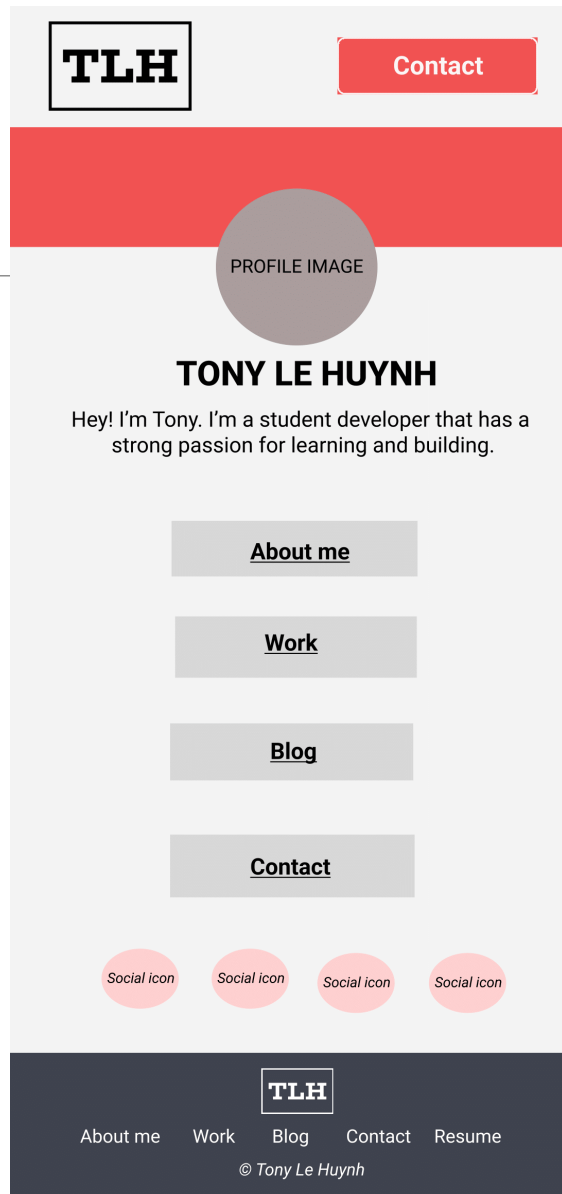 TLH
Contact
PROFILE IMAGE
TONY LE HUYNH
Hey! I’m Tony. I’m a student developer that has a
strong passion for learning and building.
About me
Work
Blog
Contact
Social icon Social icon Social icon Social icon
TLH
About me Work Blog Contact Resume
© Tony Le Huynh